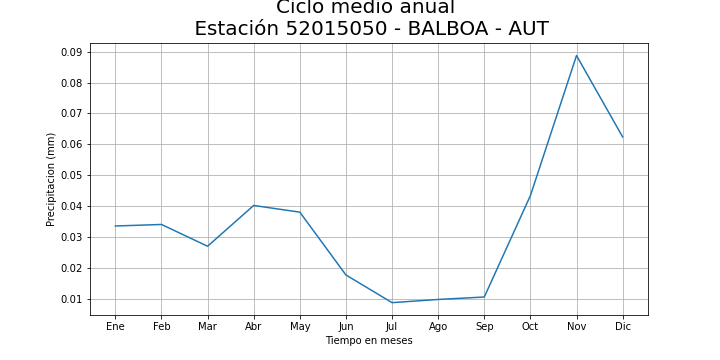 Ciclo medio anual
Estación 52015050 - BALBOA - AUT
Precipitacion (mm)
0.09
0.08
0.07
0.06
0.05
0.04
0.03
0.02
0.01
Ene Feb Mar Abr May Jun Jul Ago Sep Oct Nov Dic
Tiempo en meses